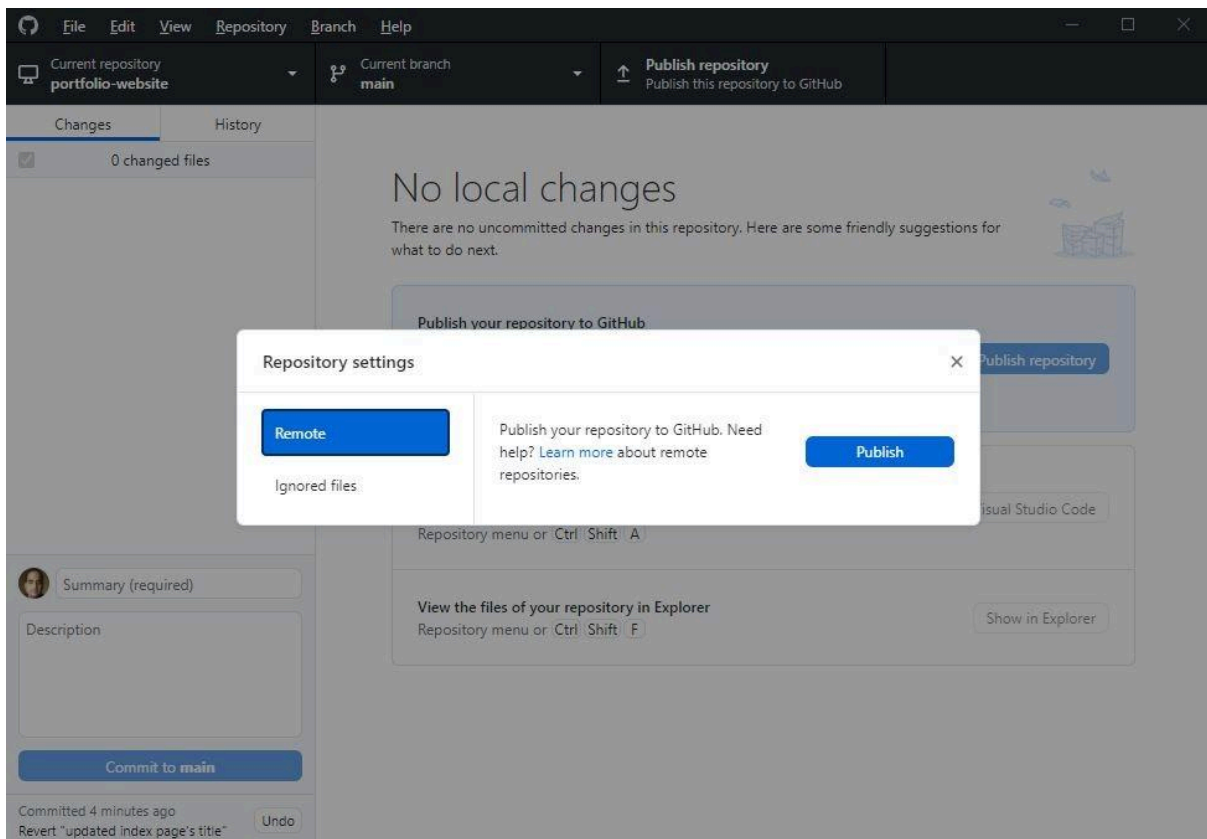 File Edit View Repository Branch Help
Current repository
portfolio-website
Current branch
main
Publish repository
Publish this repository to GitHub
Changes
History
0 changed files
No local changes
There are no uncommitted changes in this repository. Here are some friendly suggestions for
what to do next.
Publish your repository to GitHub
Publish repository
Repository settings
Remote
Ignored files
Publish your repository to GitHub. Need
help? Learn more about remote
repositories.
Publish
isual Studio Code
Repository menu or Ctrl Shift A
View the files of your repository in Explorer
Repository menu or Ctrl Shift F
Show in Explorer
Summary (required)
Description
Commit to main
Committed 4 minutes ago
Revert "updated index page's title"
Undo